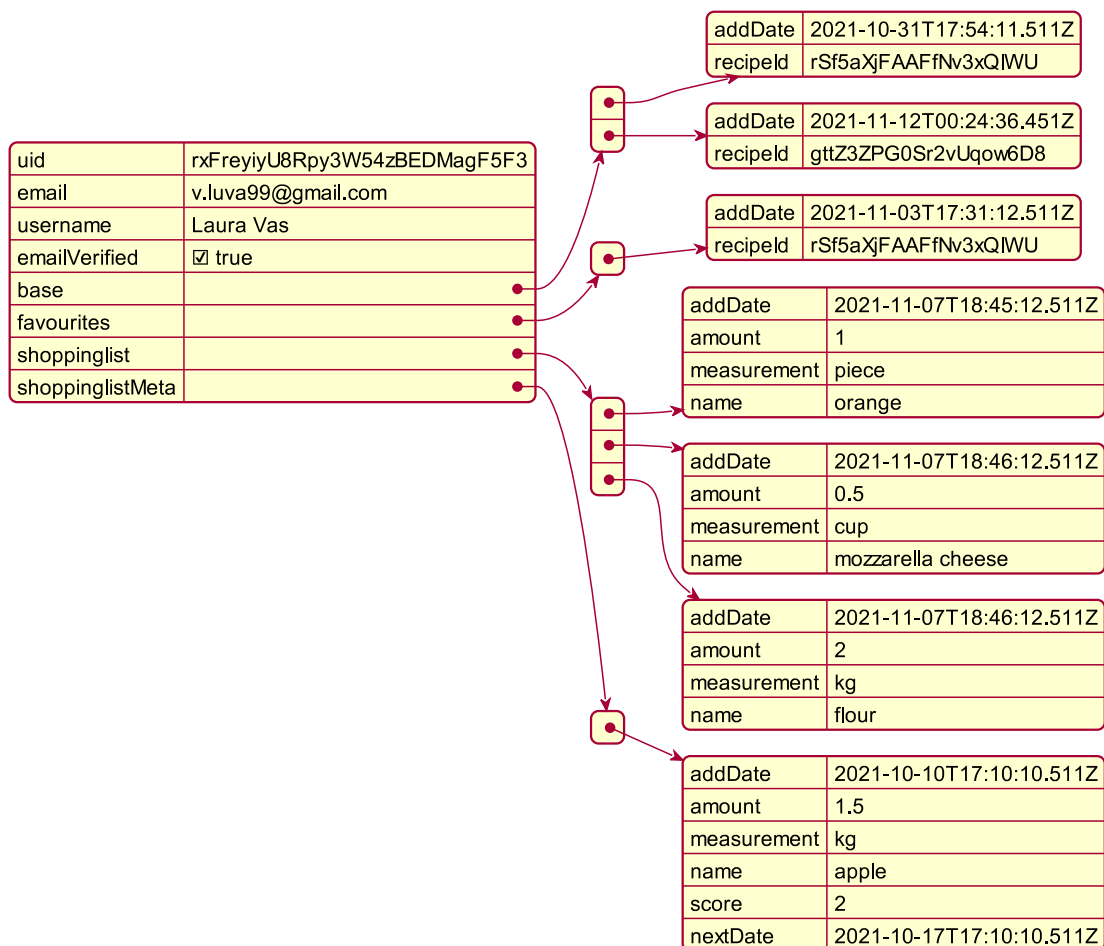 uid rxFreyiyU8Rpy3W54zBEDMagF5F3
email v.luva99@gmail.com
username Laura Vas
emailVerified ☑ true
base
favourites
shoppinglist
shoppinglistMeta
addDate 2021-10-31T17:54:11.511Z
recipeId rSf5aXjFAAFfNv3xQlWU
addDate 2021-11-12T00:24:36.451Z
recipeId gttZ3ZPG0Sr2vUqow6D8
addDate 2021-11-03T17:31:12.511Z
recipeId rSf5aXjFAAFfNv3xQlWU
addDate 2021-11-07T18:45:12.511Z
amount 1
measurement piece
name orange
addDate 2021-11-07T18:46:12.511Z
amount 0.5
measurement cup
name mozzarella cheese
addDate 2021-11-07T18:46:12.511Z
amount 2
measurement kg
name flour
addDate 2021-10-10T17:10:10.511Z
amount 1.5
measurement kg
name apple
score 2
nextDate 2021-10-17T17:10:10.511Z